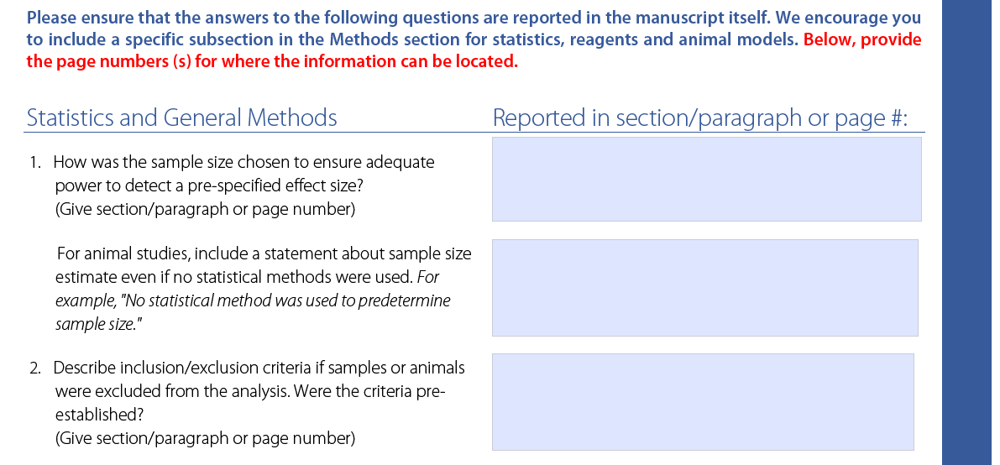 Please ensure that the answers to the following questions are reported in the manuscript itself. We encourage you
to include a specific subsection in the Methods section for statistics, reagents and animal models. Below, provide
the page numbers (s) for where the information can be located.
Statistics and General Methods
Reported in section/paragraph or page #:
1. How was the sample size chosen to ensure adequate
power to detect a pre-specified effect size?
(Give section/paragraph or page number)
For animal studies, include a statement about sample size
estimate even if no statistical methods were used. For
example, "No statistical method was used to predetermine
sample size."
2. Describe inclusion/exclusion criteria if samples or animals
were excluded from the analysis. Were the criteria pre-
established?
(Give section/paragraph or page number)